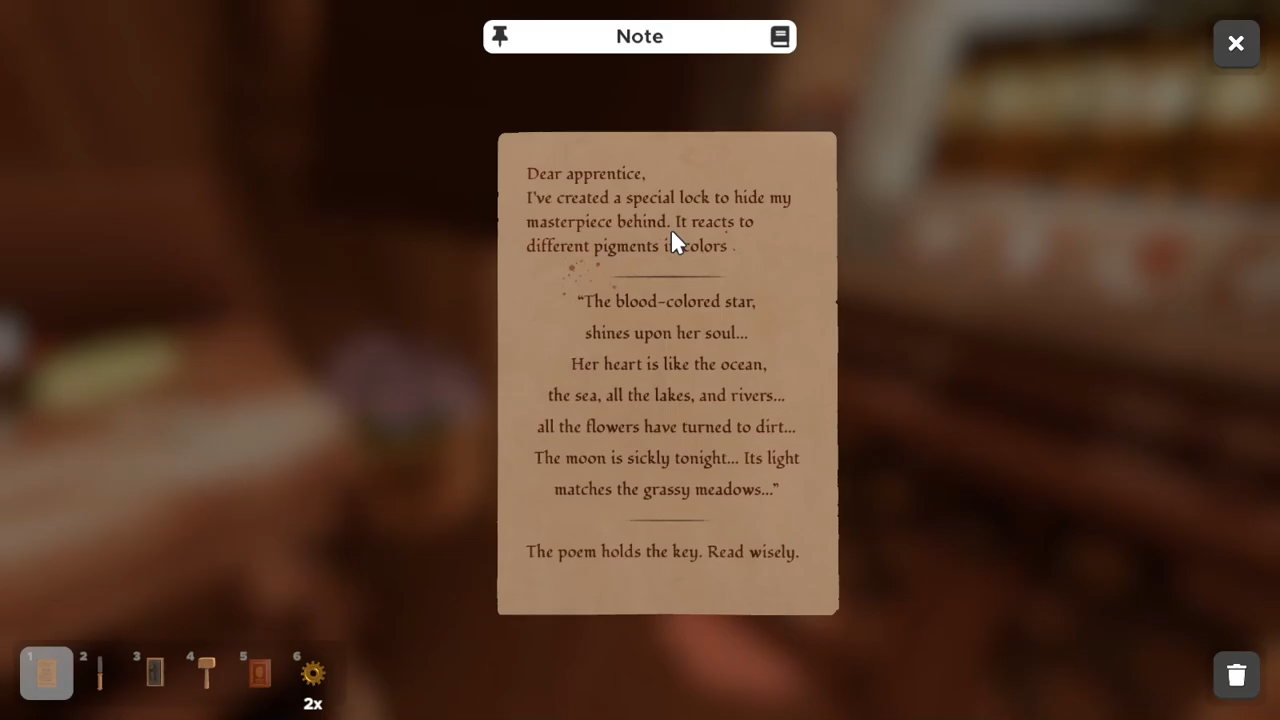 Note
Dear apprentice,
I've created a special lock to hide my
masterpiece behind. It reacts to
different pigments colors .
“The blood-colored star,
shines upon her soul...
Her heart is like the ocean,
the sea, all the lakes, and rivers...
all the flowers have turned to dirt...
The moon is sickly tonight... Its light
matches the grassy meadows...”
The poem holds the key. Read wisely.
1 2 3 4 5 6
2x